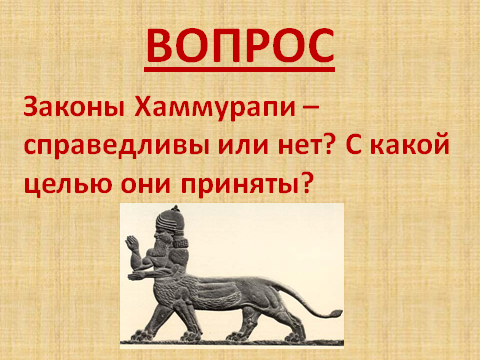 ВОПРОС
Законы Хаммурапи –
справедливы или нет? С какой
целью они приняты?